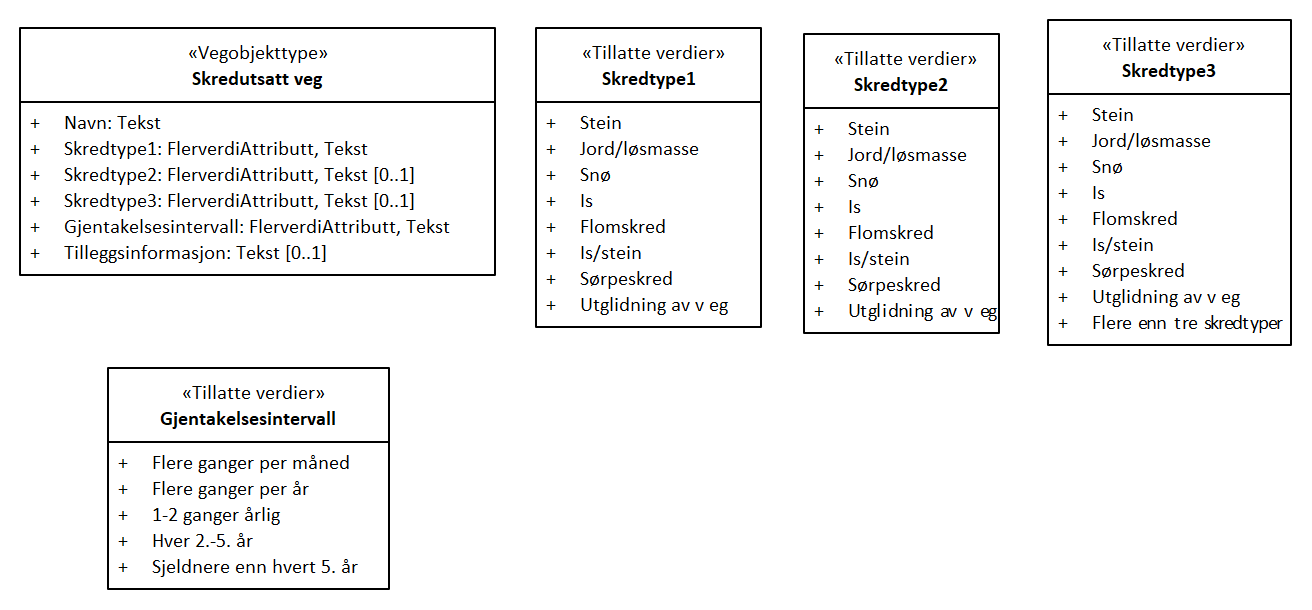 «Vegobjekttype»
Skredutsatt veg
+ Navn: Tekst
+ Skredtype1: FlerverdiAttributt, Tekst
+ Skredtype2: FlerverdiAttributt, Tekst [0..1]
+ Skredtype3: FlerverdiAttributt, Tekst [0..1]
+ Gjentakelsesintervall: FlerverdiAttributt, Tekst
+ Tilleggsinformasjon: Tekst [0..1]
«Tillatte verdier»
Skredtype1
+ Stein
+ Jord/løsmasse
+ Snø
+ Is
+ Flomskred
+ Is/stein
+ Sørpeskred
+ Utglidning av v eg
«Tillatte verdier»
Skredtype2
+ Stein
+ Jord/løsmasse
+ Snø
+ Is
+ Flomskred
+ Is/stein
+ Sørpeskred
+ Utglidning av v eg
«Tillatte verdier»
Skredtype3
+ Stein
+ Jord/løsmasse
+ Snø
+ Is
+ Flomskred
+ Is/stein
+ Sørpeskred
+ Utglidning av v eg
+ Flere enn tre skredtyper
«Tillatte verdier»
Gjentakelsesintervall
+ Flere ganger per måned
+ Flere ganger per år
+ 1-2 ganger årlig
+ Hver 2.-5. år
+ Sjeldnere enn hvert 5. år